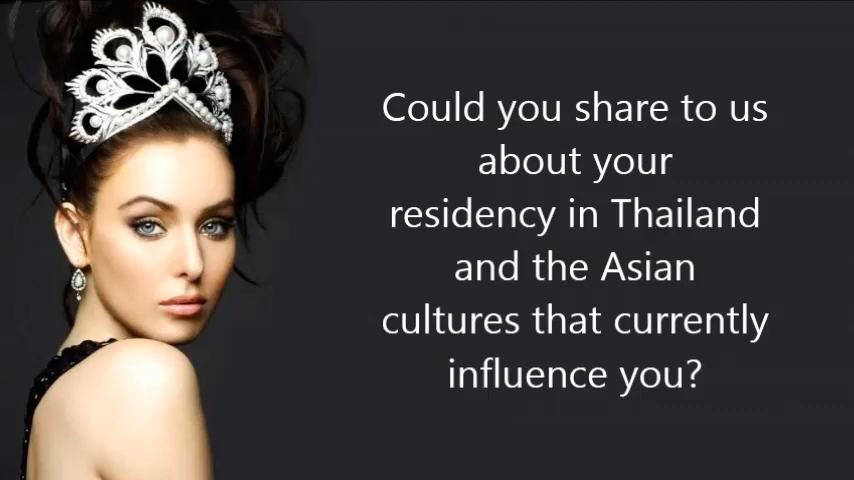 Could you share to us
about your
residency in Thailand
and the Asian
cultures that currently
influence you?